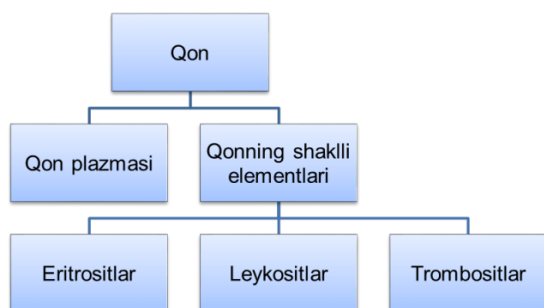 Qon
Qon plazmasi
Qonning shaklli
elementlari
Eritrositlar
Leykositlar
Trombositlar